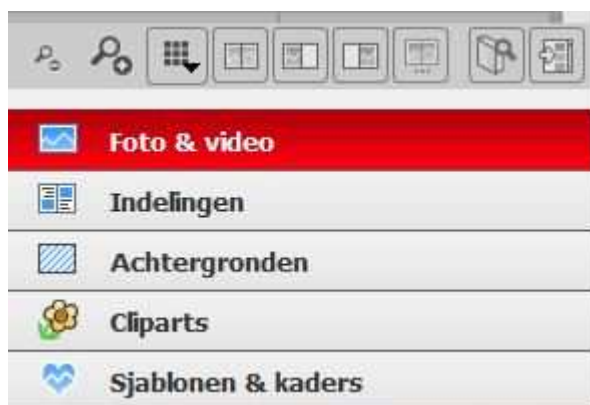 Foto & video
Indelingen
Achtergronden
Cliparts
Sjablonen & kaders